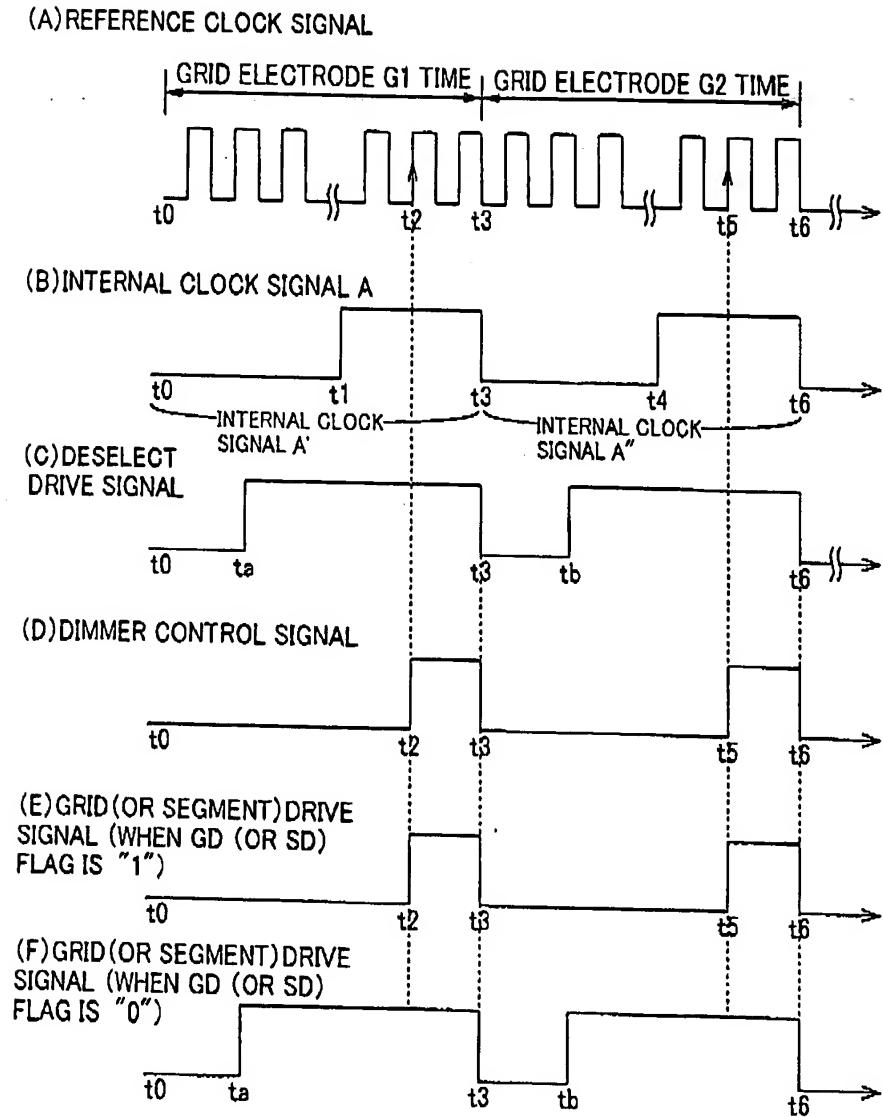 (A)REFERENCE CLOCK SIGNAL
GRID ELECTRODE G1 TIME GRID ELECTRODE G2 TIME
t0 t2 t3 t5 t6
(B)INTERNAL CLOCK SIGNAL A
t0 t1 t3 t4 t6
INTERNAL CLOCK
SIGNAL A'
INTERNAL CLOCK
SIGNAL A"
(C)DESELECT
DRIVE SIGNAL
t0 ta t3 tb t6
(D)DIMMER CONTROL SIGNAL
t0 t2 t3 t5 t6
(E)GRID(OR SEGMENT)DRIVE
SIGNAL (WHEN GD (OR SD)
FLAG IS "1")
t0 t2 t3 t5 t6
(F)GRID(OR SEGMENT)DRIVE
SIGNAL (WHEN GD (OR SD)
FLAG IS "0")
t0 ta t3 tb t6